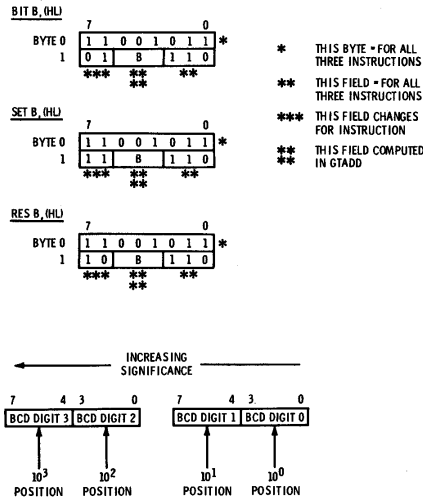 BIT B, (HL)
7 0
BYTE 0 1 1 0 0 1 0 1 1 *
1 0 1 B 1 1 0
*** ** **
**
SET B, (HL)
7 0
BYTE 0 1 1 0 0 1 0 1 1 *
1 1 1 B 1 1 0
*** ** **
**
RES B, (HL)
7 0
BYTE 0 1 1 0 0 1 0 1 1 *
1 1 0 B 1 1 0
*** ** **
**
* THIS BYTE = FOR ALL
THREE INSTRUCTIONS
** THIS FIELD = FOR ALL
THREE INSTRUCTIONS
*** THIS FIELD CHANGES
FOR INSTRUCTION
** THIS FIELD COMPUTED
** IN GTADD
INCREASING
SIGNIFICANCE
7 4 3 0 7 4 3. 0
BCD DIGIT 3 BCD DIGIT 2 BCD DIGIT 1 BCD DIGIT 0
10³ 10² 10¹ 10⁰
POSITION POSITION POSITION POSITION